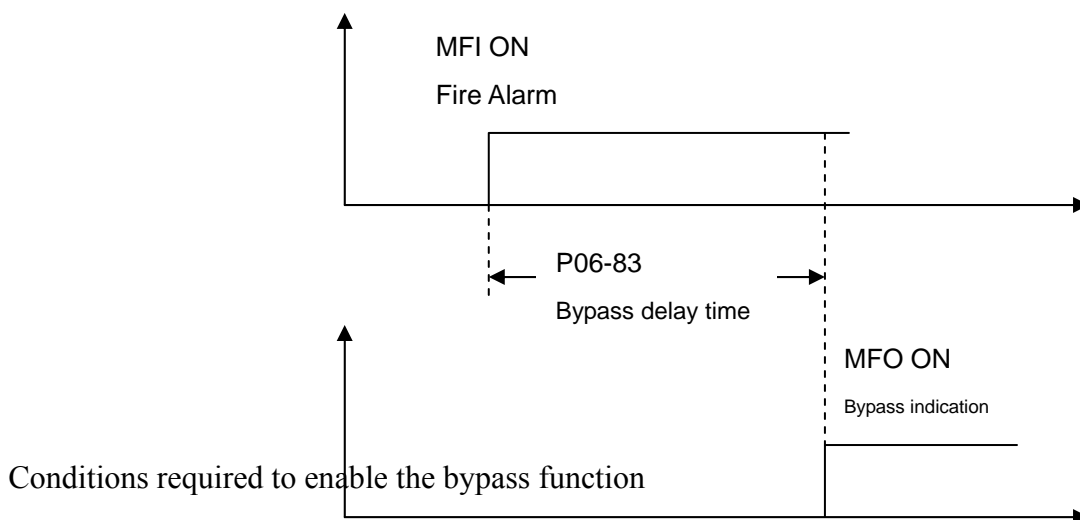 MFI ON
Fire Alarm
P06-83
Bypass delay time
MFO ON
Bypass indication
Conditions required to enable the bypass function